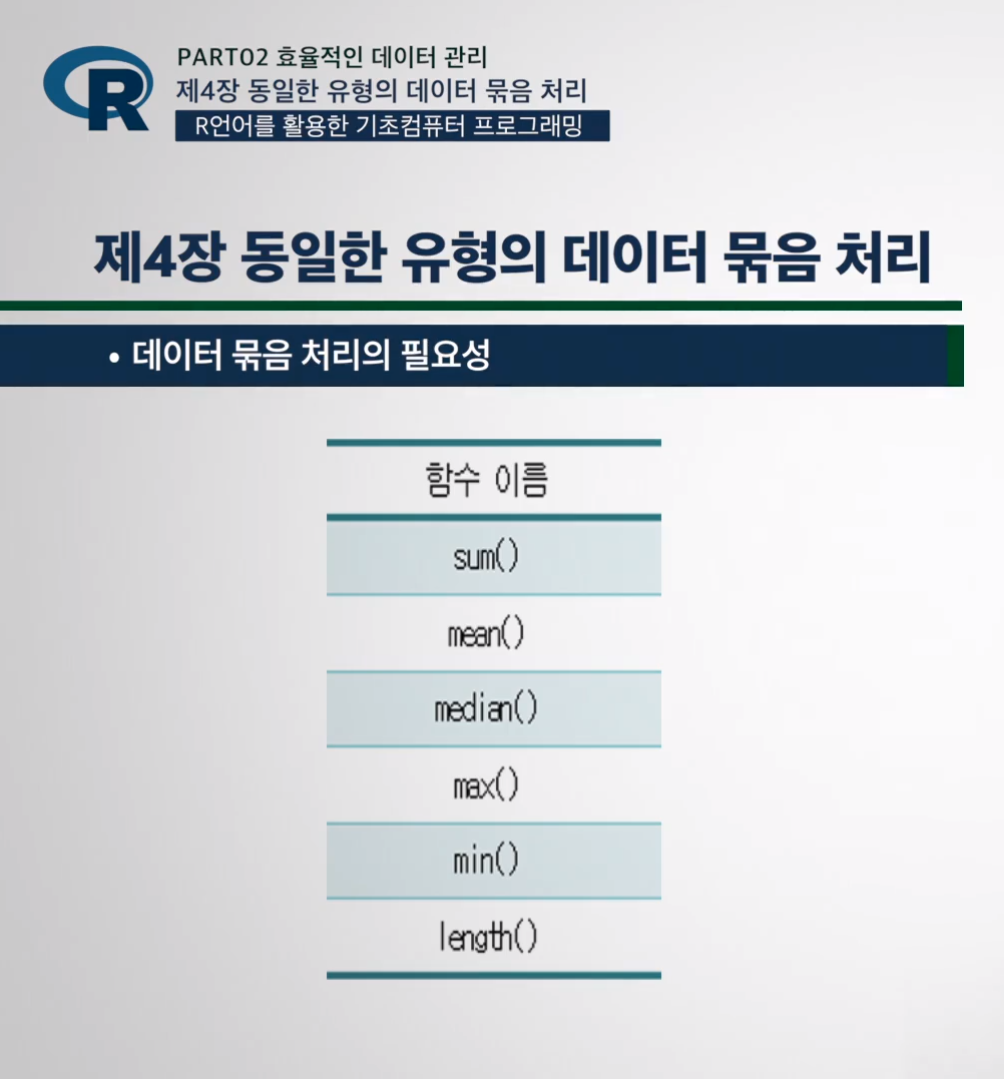 R
PART02 효율적인 데이터 관리
제4장 동일한 유형의 데이터 묶음 처리
R언어를 활용한 기초컴퓨터 프로그래밍
제4장 동일한 유형의 데이터 묶음 처리
• 데이터 묶음 처리의 필요성
함수 이름
sum()
mean()
median()
max()
min()
length()